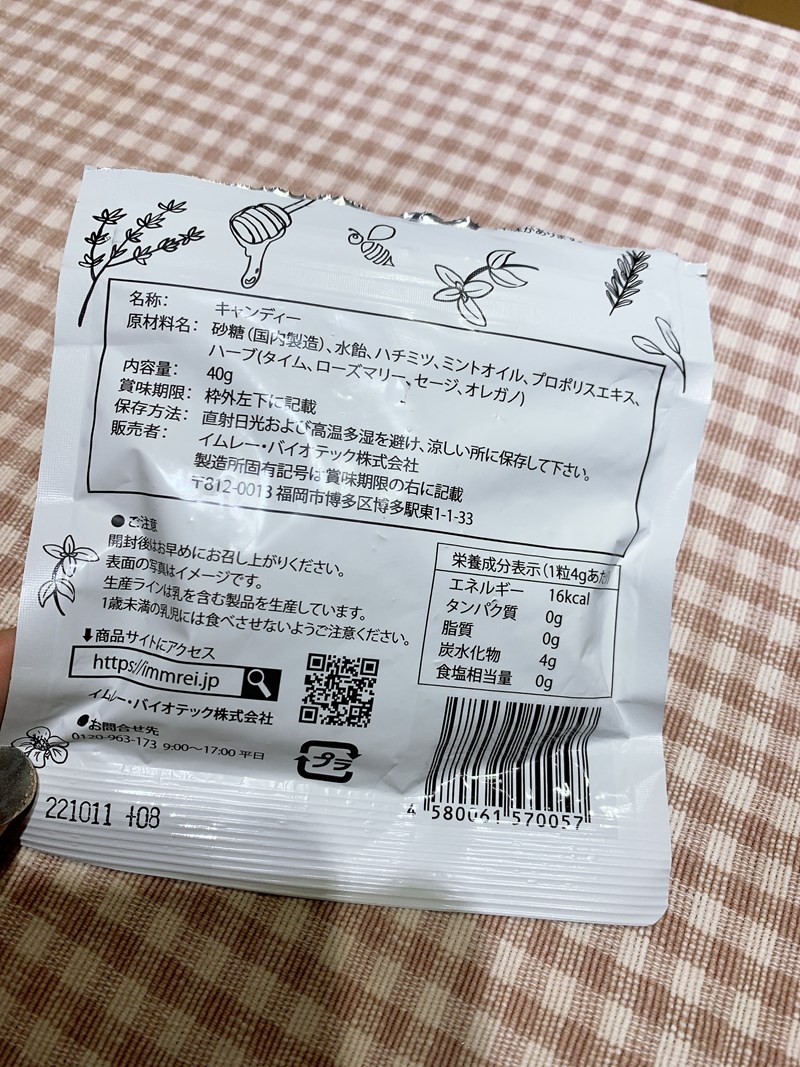 があります。
名称： キャンディー
原材料名： 砂糖（国内製造）、水飴、ハチミツ、ミントオイル、プロポリスエキス、
ハーブ（タイム、ローズマリー、セージ、オレガノ）
内容量： 40g
賞味期限： 枠外左下に記載
保存方法： 直射日光および高温多湿を避け、涼しい所に保存して下さい。
販売者： イムレー・バイオテック株式会社
製造所固有記号は賞味期限の右に記載
〒812-0013 福岡市博多区博多駅東1-1-33
●ご注意
開封後はお早めにお召し上がりください。
表面の写真はイメージです。
生産ラインは乳を含む製品を生産しています。
1歳未満の乳児には食べさせないようご注意ください。
⬇商品サイトにアクセス
https://immrei.jp
イムレー・バイオテック株式会社
●お問合せ先
0120-963-173 9:00〜17:00 平日
栄養成分表示（1粒4gあた
エネルギー 16kcal
タンパク質 0g
脂質 0g
炭水化物 4g
食塩相当量 0g
プラ
4 580061 570057
221011 +08